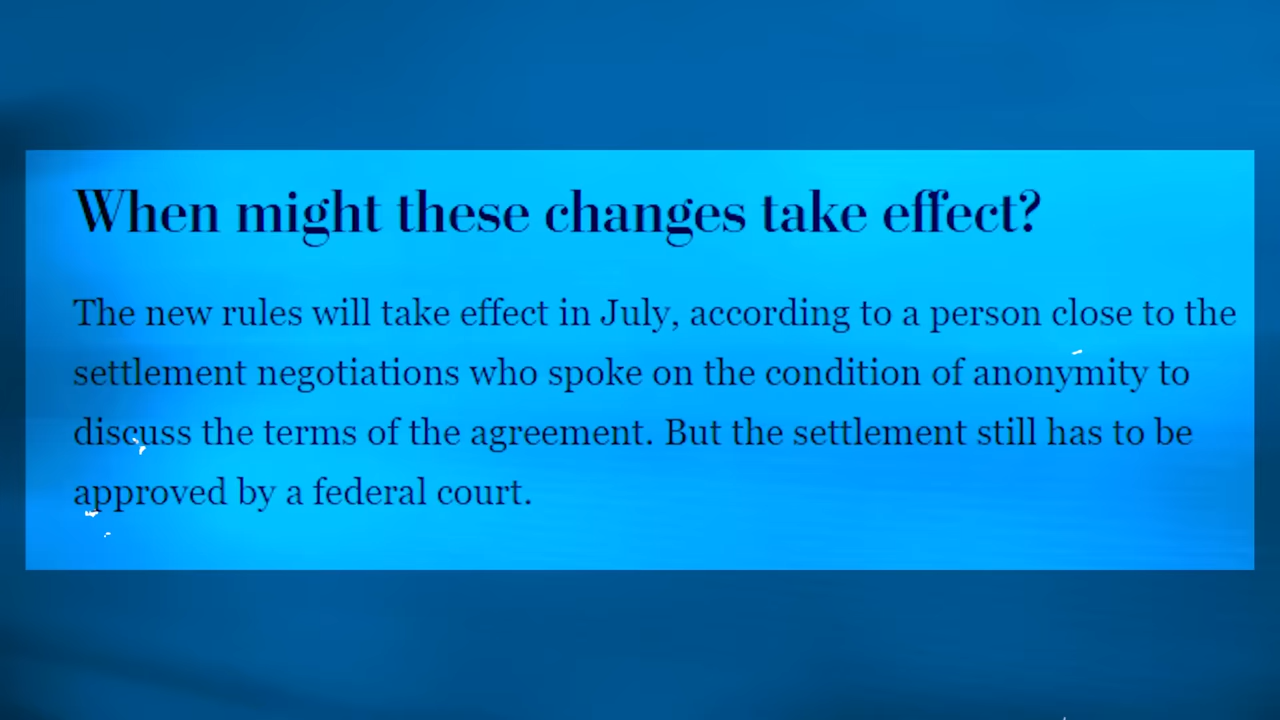 When might these changes take effect?
The new rules will take effect in July, according to a person close to the
settlement negotiations who spoke on the condition of anonymity to
discuss the terms of the agreement. But the settlement still has to be
approved by a federal court.